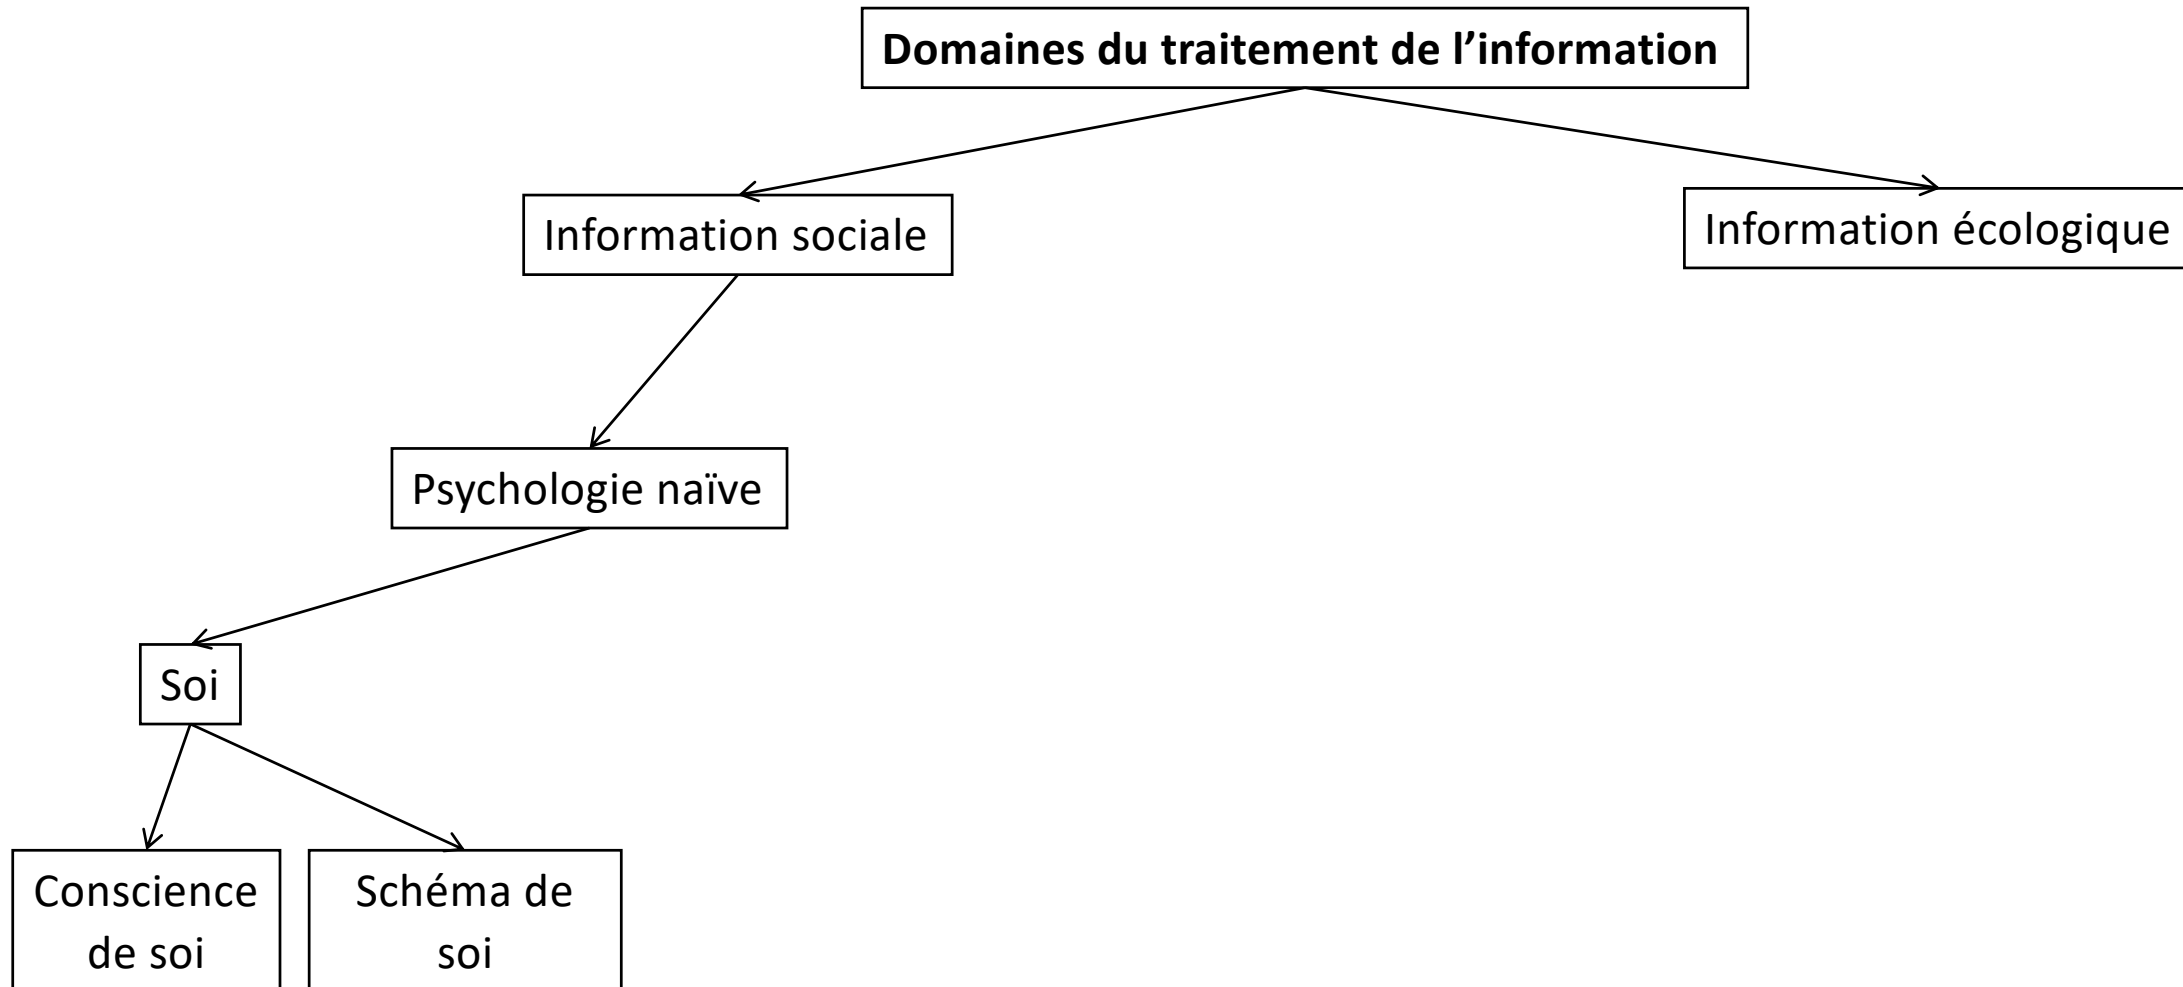 Domaines du traitement de l’information
Information sociale
Information écologique
Psychologie naïve
Soi
Conscience
de soi
Schéma de
soi